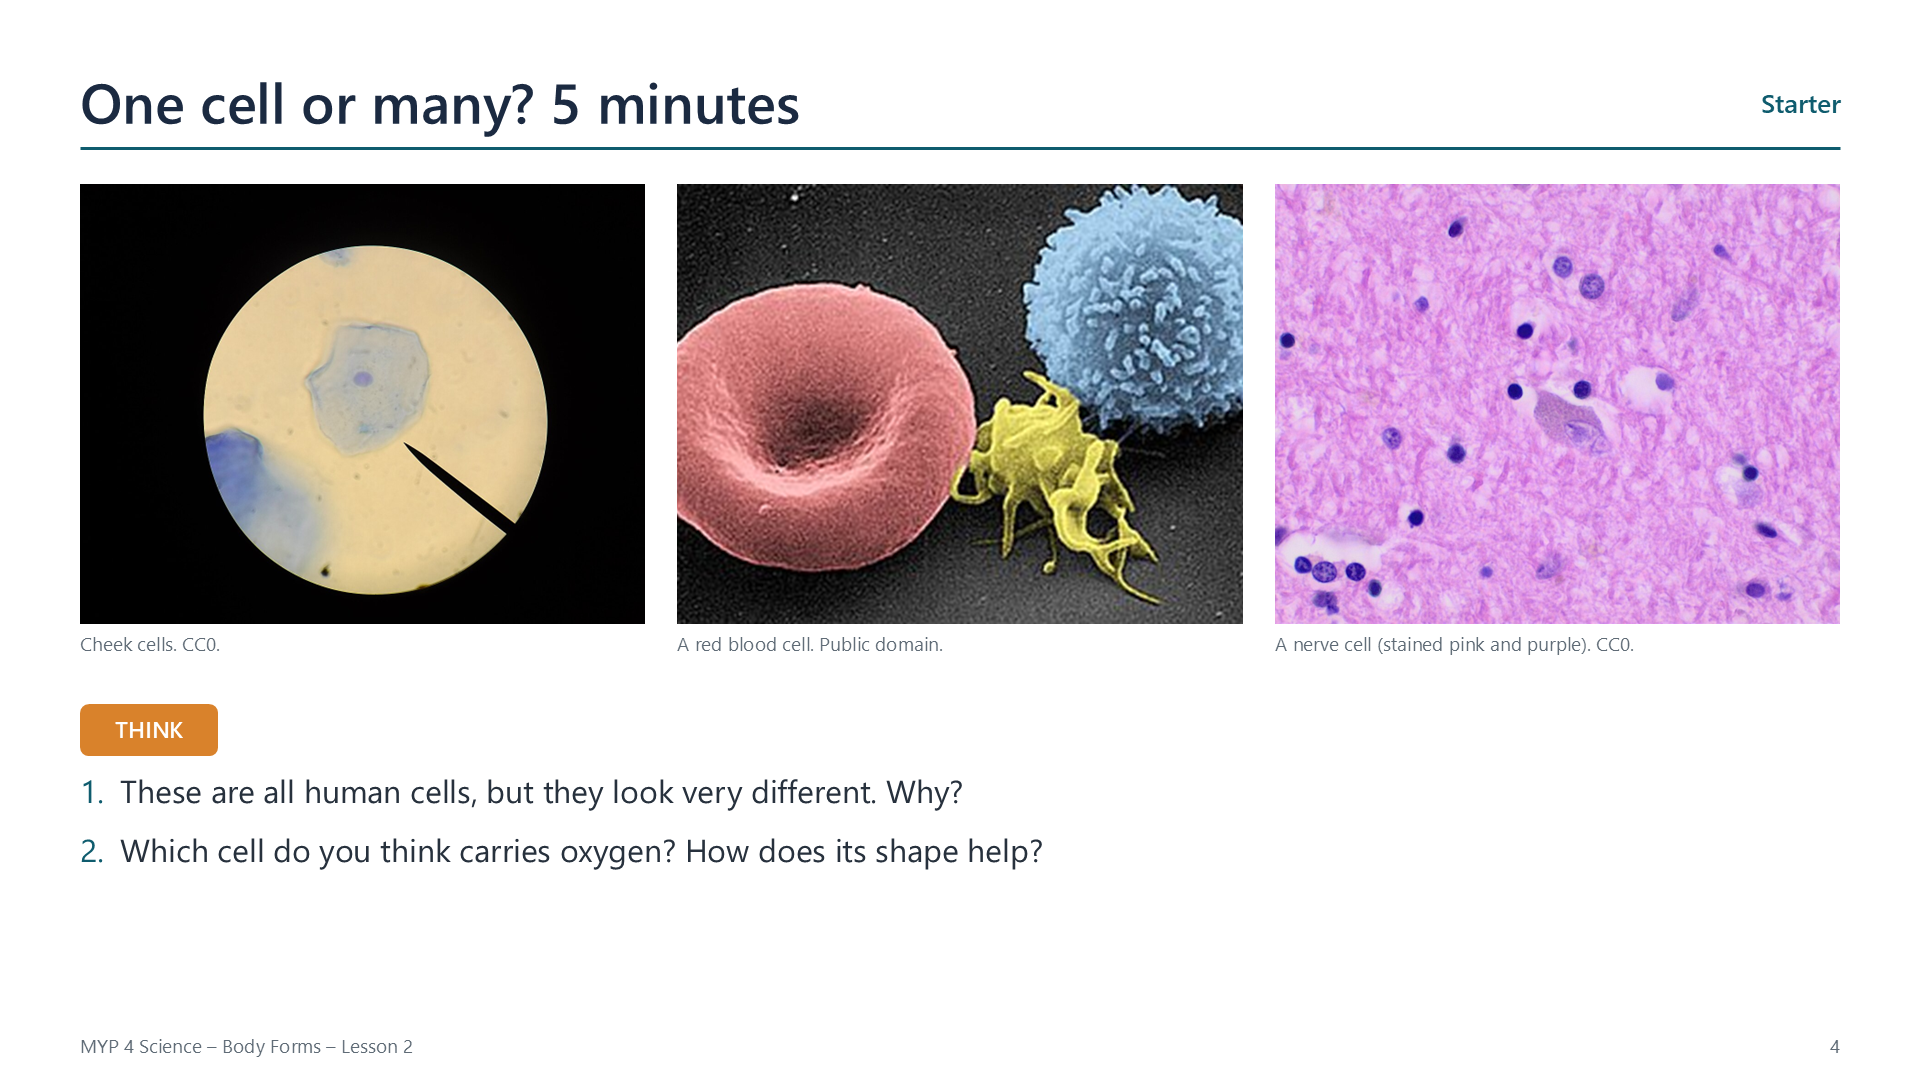 One cell or many? 5 minutes
Starter
Cheek cells. CC0.
A red blood cell. Public domain.
A nerve cell (stained pink and purple). CC0.
THINK
1. These are all human cells, but they look very different. Why?
2. Which cell do you think carries oxygen? How does its shape help?
MYP 4 Science – Body Forms – Lesson 2
4